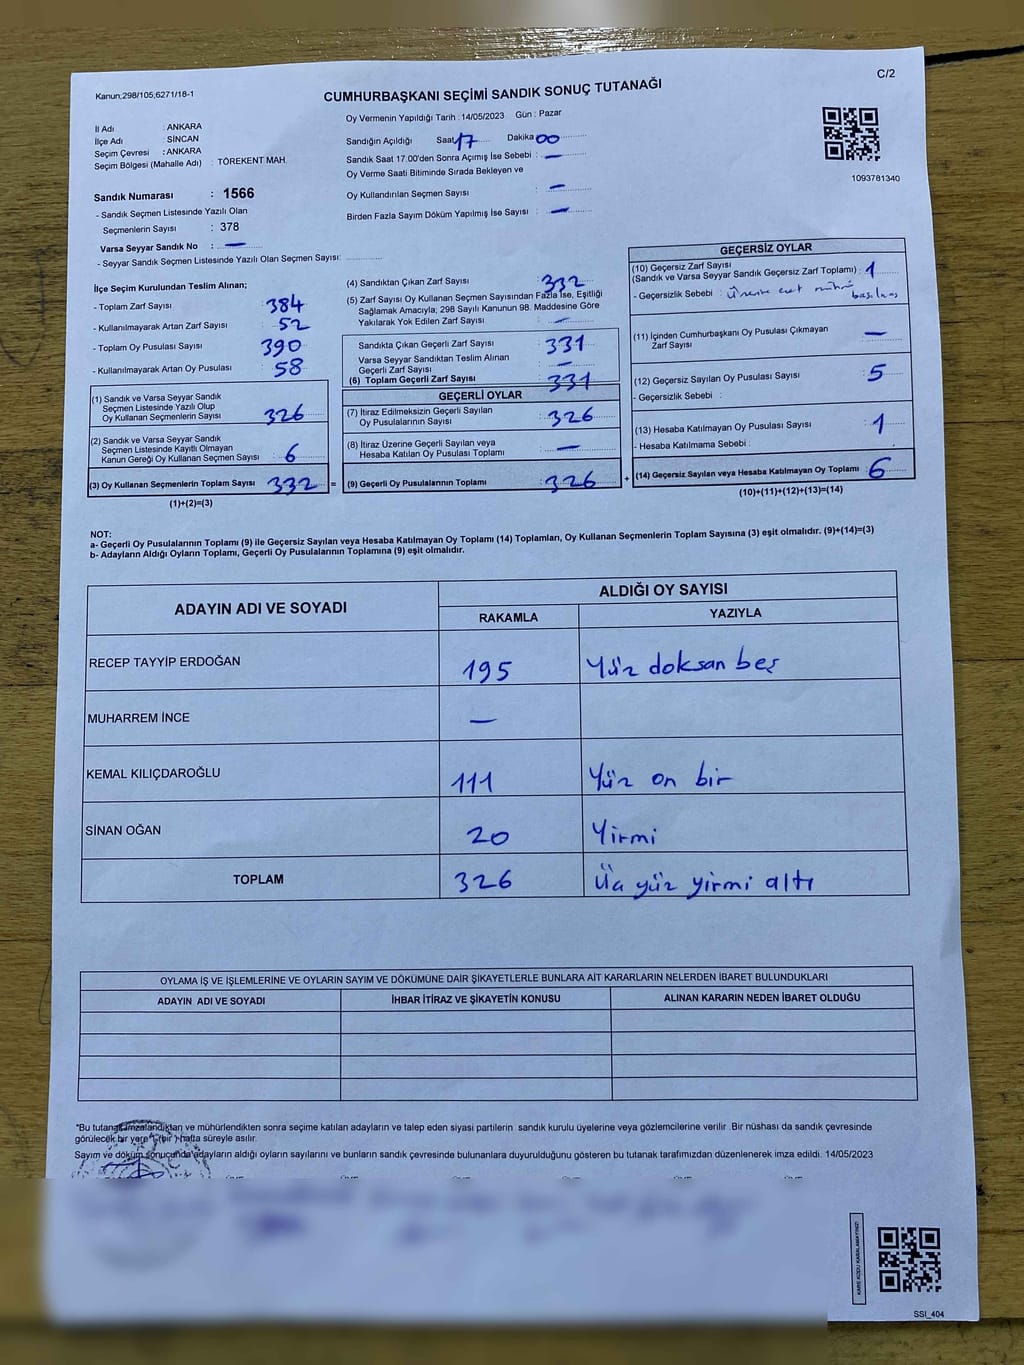 Kanun,298/105,6271/18-1
CUMHURBAŞKANI SEÇİMİ SANDIK SONUÇ TUTANAĞI
C/2
İl Adı : ANKARA
İlçe Adı : SİNCAN
Seçim Çevresi : ANKARA
Seçim Bölgesi (Mahalle Adı) : TÖREKENT MAH.
Oy Vermenin Yapıldığı Tarih : 14/05/2023 Gün : Pazar
Sandığın Açıldığı Saat 17 Dakika 00
Sandık Saat 17.00'den Sonra Açımış İse Sebebi : —
Oy Verme Saati Bitiminde Sırada Bekleyen ve
Oy Kullandırılan Seçmen Sayısı : —
Birden Fazla Sayım Döküm Yapılmış İse Sayısı : —
1093781340
Sandık Numarası : 1566
- Sandık Seçmen Listesinde Yazılı Olan
Seçmenlerin Sayısı : 378
Varsa Seyyar Sandık No : —
- Seyyar Sandık Seçmen Listesinde Yazılı Olan Seçmen Sayısı:
İlçe Seçim Kurulundan Teslim Alınan;
- Toplam Zarf Sayısı : 384
- Kullanılmayarak Artan Zarf Sayısı : 52
- Toplam Oy Pusulası Sayısı : 390
- Kullanılmayarak Artan Oy Pusulası : 58
(1) Sandık ve Varsa Seyyar Sandık
Seçmen Listesinde Yazılı Olup
Oy Kullanan Seçmenlerin Sayısı : 326
(2) Sandık ve Varsa Seyyar Sandık
Seçmen Listesinde Kayıtlı Olmayan
Kanun Gereği Oy Kullanan Seçmen Sayısı : 6
(3) Oy Kullanan Seçmenlerin Toplam Sayısı : 332 =
(1)+(2)=(3)
(4) Sandıktan Çıkan Zarf Sayısı : 332
(5) Zarf Sayısı Oy Kullanan Seçmen Sayısından Fazla İse, Eşitliği
Sağlamak Amacıyla; 298 Sayılı Kanunun 98. Maddesine Göre
Yakılarak Yok Edilen Zarf Sayısı : —
Sandıkta Çıkan Geçerli Zarf Sayısı : 331
Varsa Seyyar Sandıktan Teslim Alınan
Geçerli Zarf Sayısı : —
(6) Toplam Geçerli Zarf Sayısı : 331
GEÇERLİ OYLAR
(7) İtiraz Edilmeksizin Geçerli Sayılan
Oy Pusulalarının Sayısı : 326
(8) İtiraz Üzerine Geçerli Sayılan veya
Hesaba Katılan Oy Pusulası Toplamı : —
(9) Geçerli Oy Pusulalarının Toplamı : 326 +
GEÇERSİZ OYLAR
(10) Geçersiz Zarf Sayısı
(Sandık ve Varsa Seyyar Sandık Geçersiz Zarf Toplamı) : 1
- Geçersizlik Sebebi : Üzerine evet mührü
basılmış
(11) İçinden Cumhurbaşkanı Oy Pusulası Çıkmayan
Zarf Sayısı : —
(12) Geçersiz Sayılan Oy Pusulası Sayısı : 5
- Geçersizlik Sebebi :
(13) Hesaba Katılmayan Oy Pusulası Sayısı : 1
- Hesaba Katılmama Sebebi :
(14) Geçersiz Sayılan veya Hesaba Katılmayan Oy Toplamı : 6
(10)+(11)+(12)+(13)=(14)
NOT:
a- Geçerli Oy Pusulalarının Toplamı (9) ile Geçersiz Sayılan veya Hesaba Katılmayan Oy Toplamı (14) Toplamları, Oy Kullanan Seçmenlerin Toplam Sayısına (3) eşit olmalıdır. (9)+(14)=(3)
b- Adayların Aldığı Oyların Toplamı, Geçerli Oy Pusulalarının Toplamına (9) eşit olmalıdır.
ADAYIN ADI VE SOYADI
ALDIĞI OY SAYISI
RAKAMLA YAZIYLA
RECEP TAYYIP ERDOĞAN 195 Yüz doksan beş
MUHARREM İNCE —
KEMAL KILIÇDAROĞLU 111 Yüz on bir
SİNAN OĞAN 20 Yirmi
TOPLAM 326 Üç yüz yirmi altı
OYLAMA İŞ VE İŞLEMLERİNE VE OYLARIN SAYIM VE DÖKÜMÜNE DAİR ŞİKAYETLERLE BUNLARA AİT KARARLARIN NELERDEN İBARET BULUNDUKLARI
ADAYIN ADI VE SOYADI İHBAR İTİRAZ VE ŞİKAYETİN KONUSU ALINAN KARARIN NEDEN İBARET OLDUĞU
*Bu tutanak imzalandıktan ve mühürlendikten sonra seçime katılan adayların ve talep eden siyasi partilerin sandık kurulu üyelerine veya gözlemcilerine verilir. Bir nüshası da sandık çevresinde
görülecek bir yere 1 (bir) hafta süreyle asılır.
Sayım ve döküm sonucunda adayların aldığı oyların sayılarını ve bunların sandık çevresinde bulunanlara duyurulduğunu gösteren bu tutanak tarafımızdan düzenlenerek imza edildi. 14/05/2023
KARE KODU KAPATMAYINIZ!
SSI_404